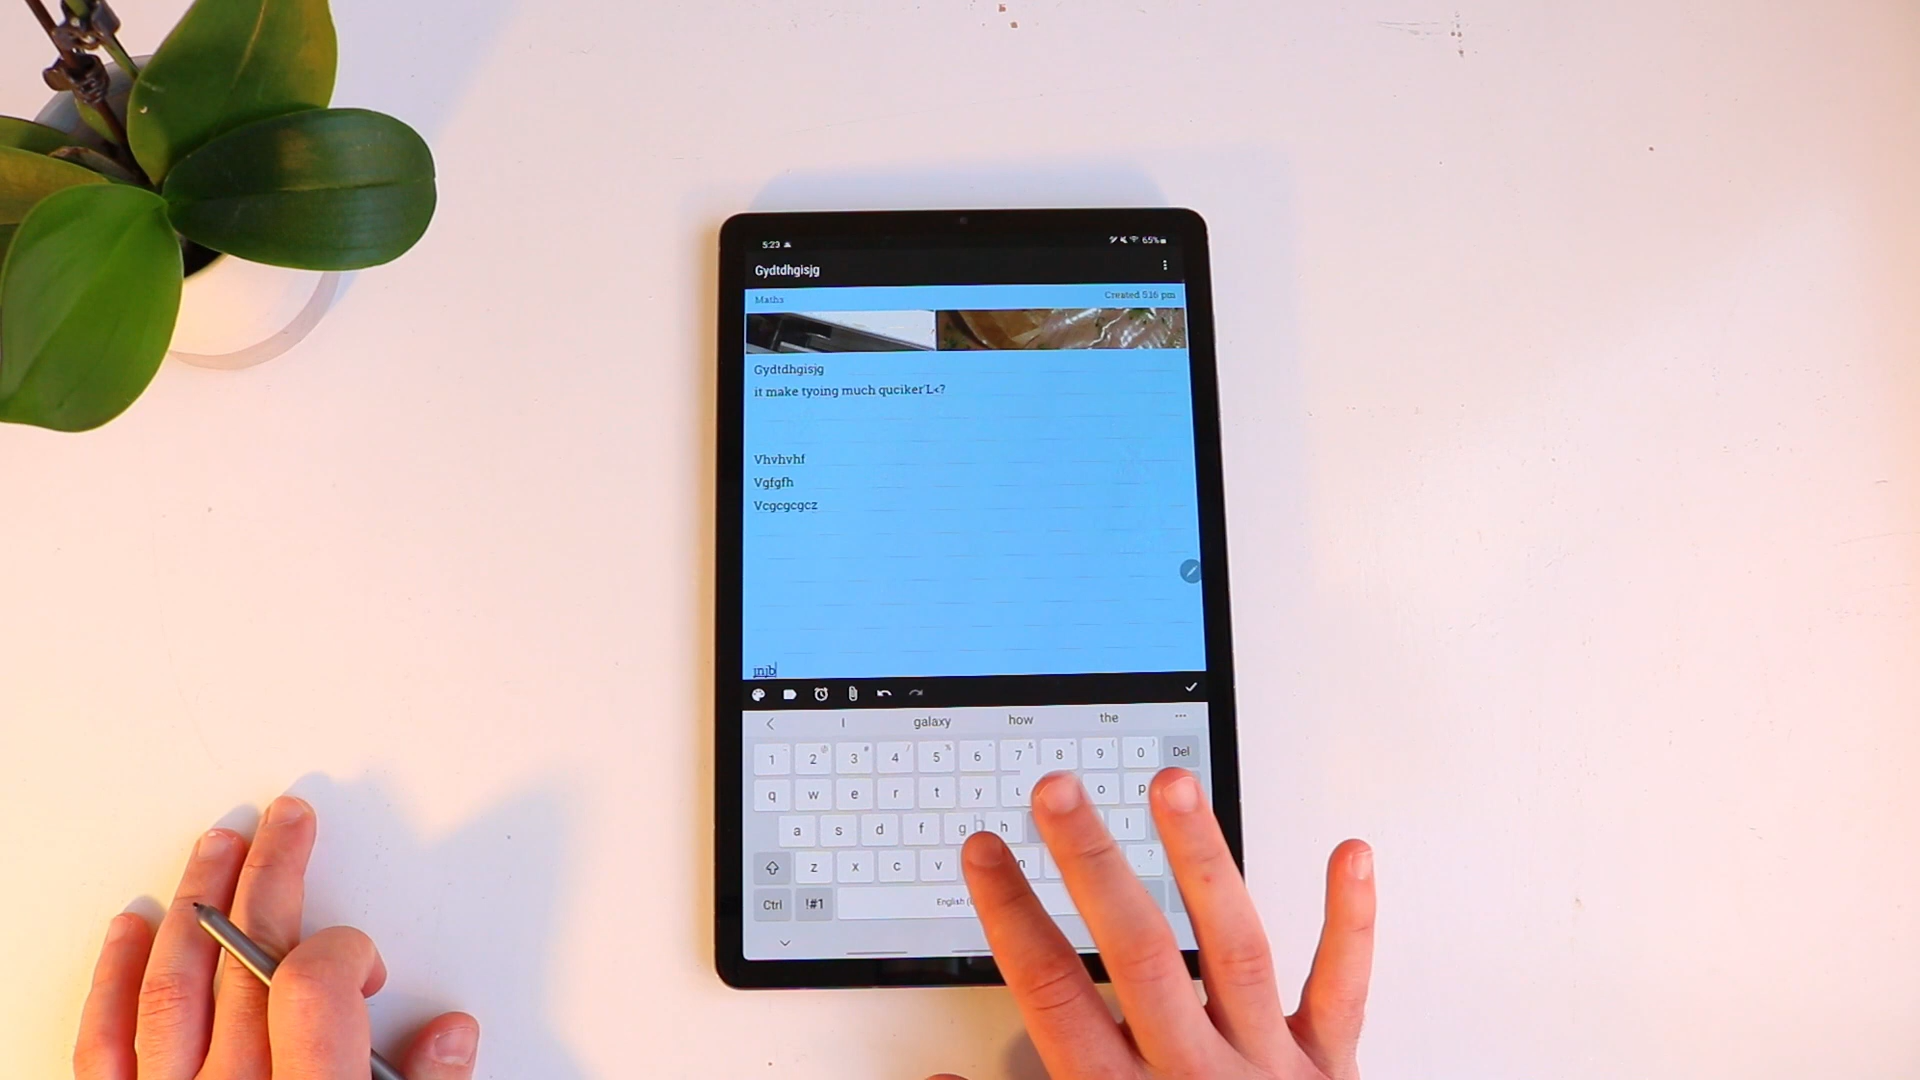 5:23
65%
Gydtdhgisjg
Maths
Created 5:16 pm
Gydtdhgisjg
it make tyoing much quciker'L<?
Vhvhvhf
Vgfgfh
Vcgcgcgcz
jnjb
I galaxy how the ...
1 2 3 4 5 6 7 8 9 0 Del
q w e r t y o p
a s d f g h l
z x c v n ?
Ctrl !#1 English